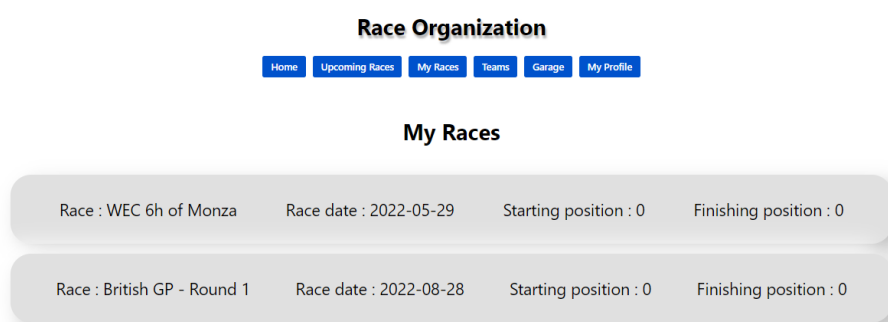 Race Organization
Home Upcoming Races My Races Teams Garage My Profile
My Races
Race : WEC 6h of Monza Race date : 2022-05-29 Starting position : 0 Finishing position : 0
Race : British GP - Round 1 Race date : 2022-08-28 Starting position : 0 Finishing position : 0